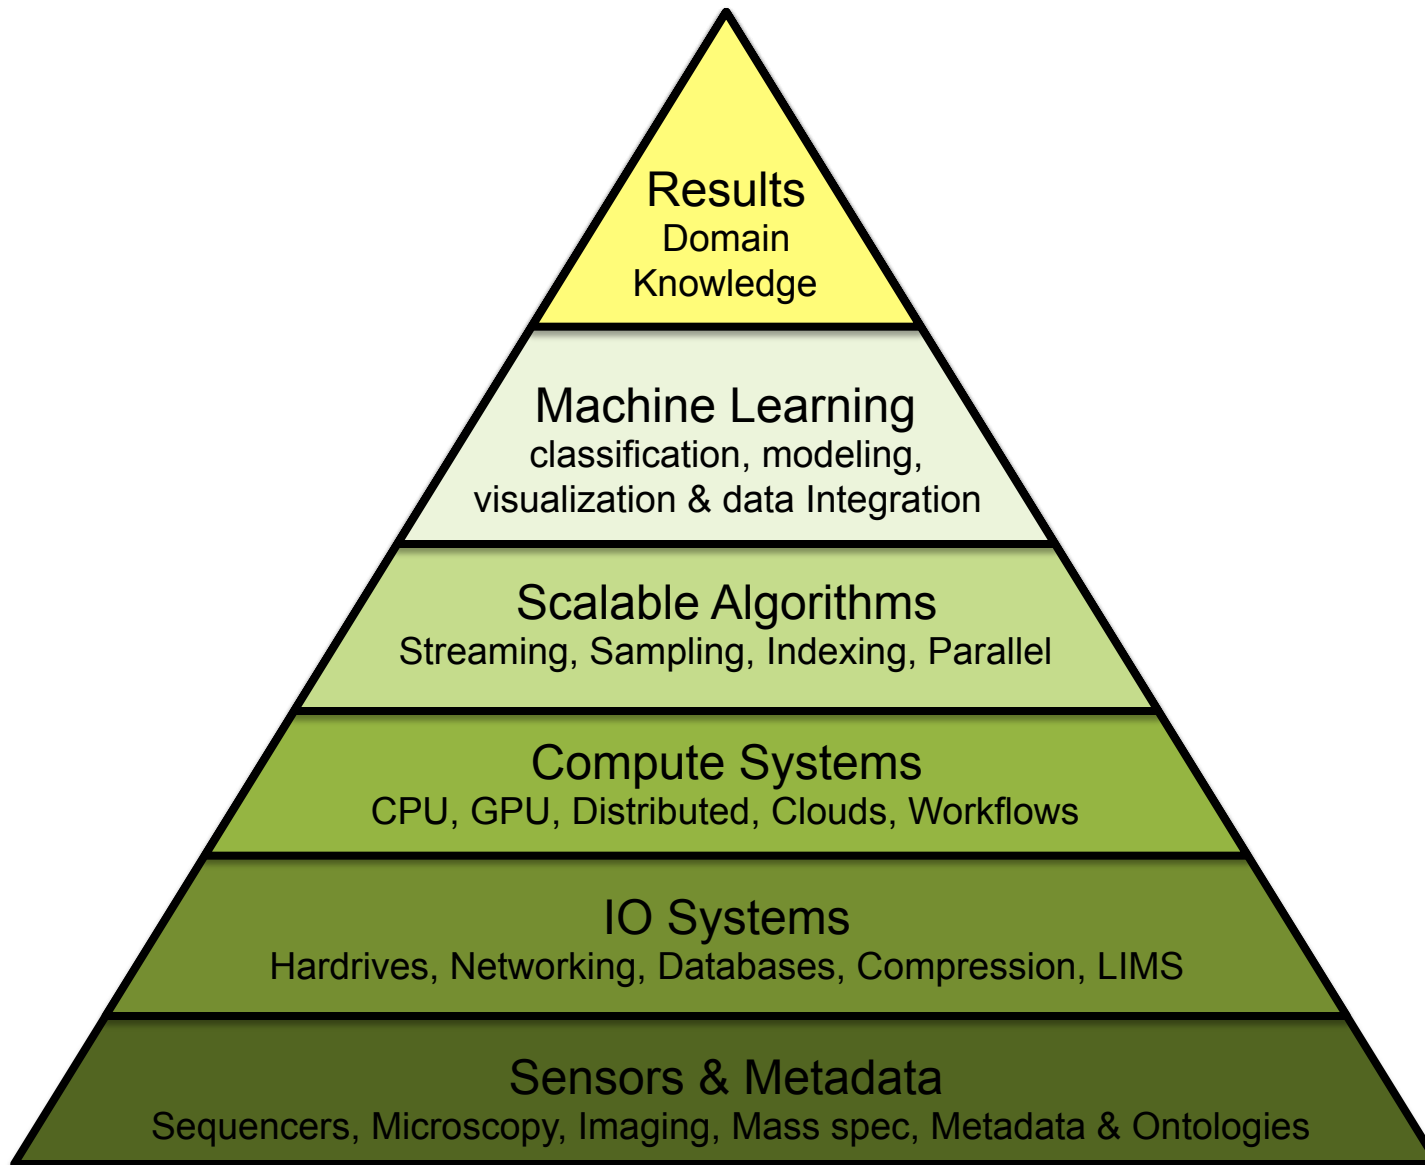 Results
Domain
Knowledge
Machine Learning
classification, modeling,
visualization & data Integration
Scalable Algorithms
Streaming, Sampling, Indexing, Parallel
Compute Systems
CPU, GPU, Distributed, Clouds, Workflows
IO Systems
Hardrives, Networking, Databases, Compression, LIMS
Sensors & Metadata
Sequencers, Microscopy, Imaging, Mass spec, Metadata & Ontologies